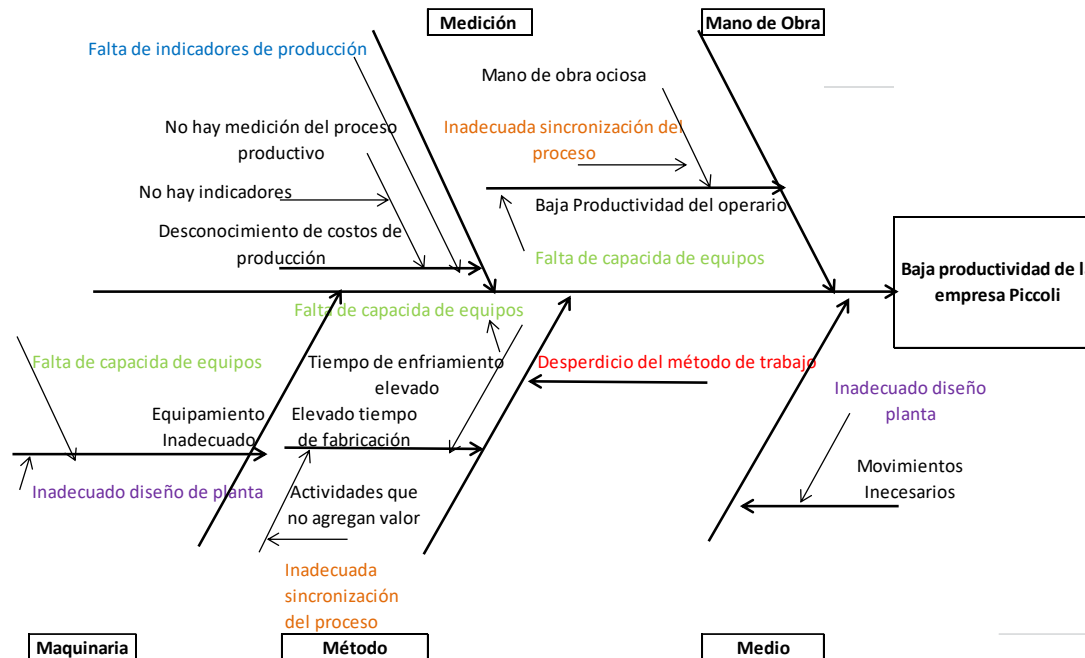 Medición
Mano de Obra
Falta de indicadores de producción
Mano de obra ociosa
No hay medición del proceso
productivo
Inadecuada sincronización del
proceso
No hay indicadores
Baja Productividad del operario
Desconocimiento de costos de
producción
Falta de capacida de equipos
Baja productividad de l
empresa Piccoli
Falta de capacida de equipos
Falta de capacida de equipos
Tiempo de enfriamiento
elevado
Desperdicio del método de trabajo
Inadecuado diseño
planta
Equipamiento
Inadecuado
Elevado tiempo
de fabricación
Movimientos
Inecesarios
Inadecuado diseño de planta
Actividades que
no agregan valor
Inadecuada
sincronización
del proceso
Maquinaria
Método
Medio